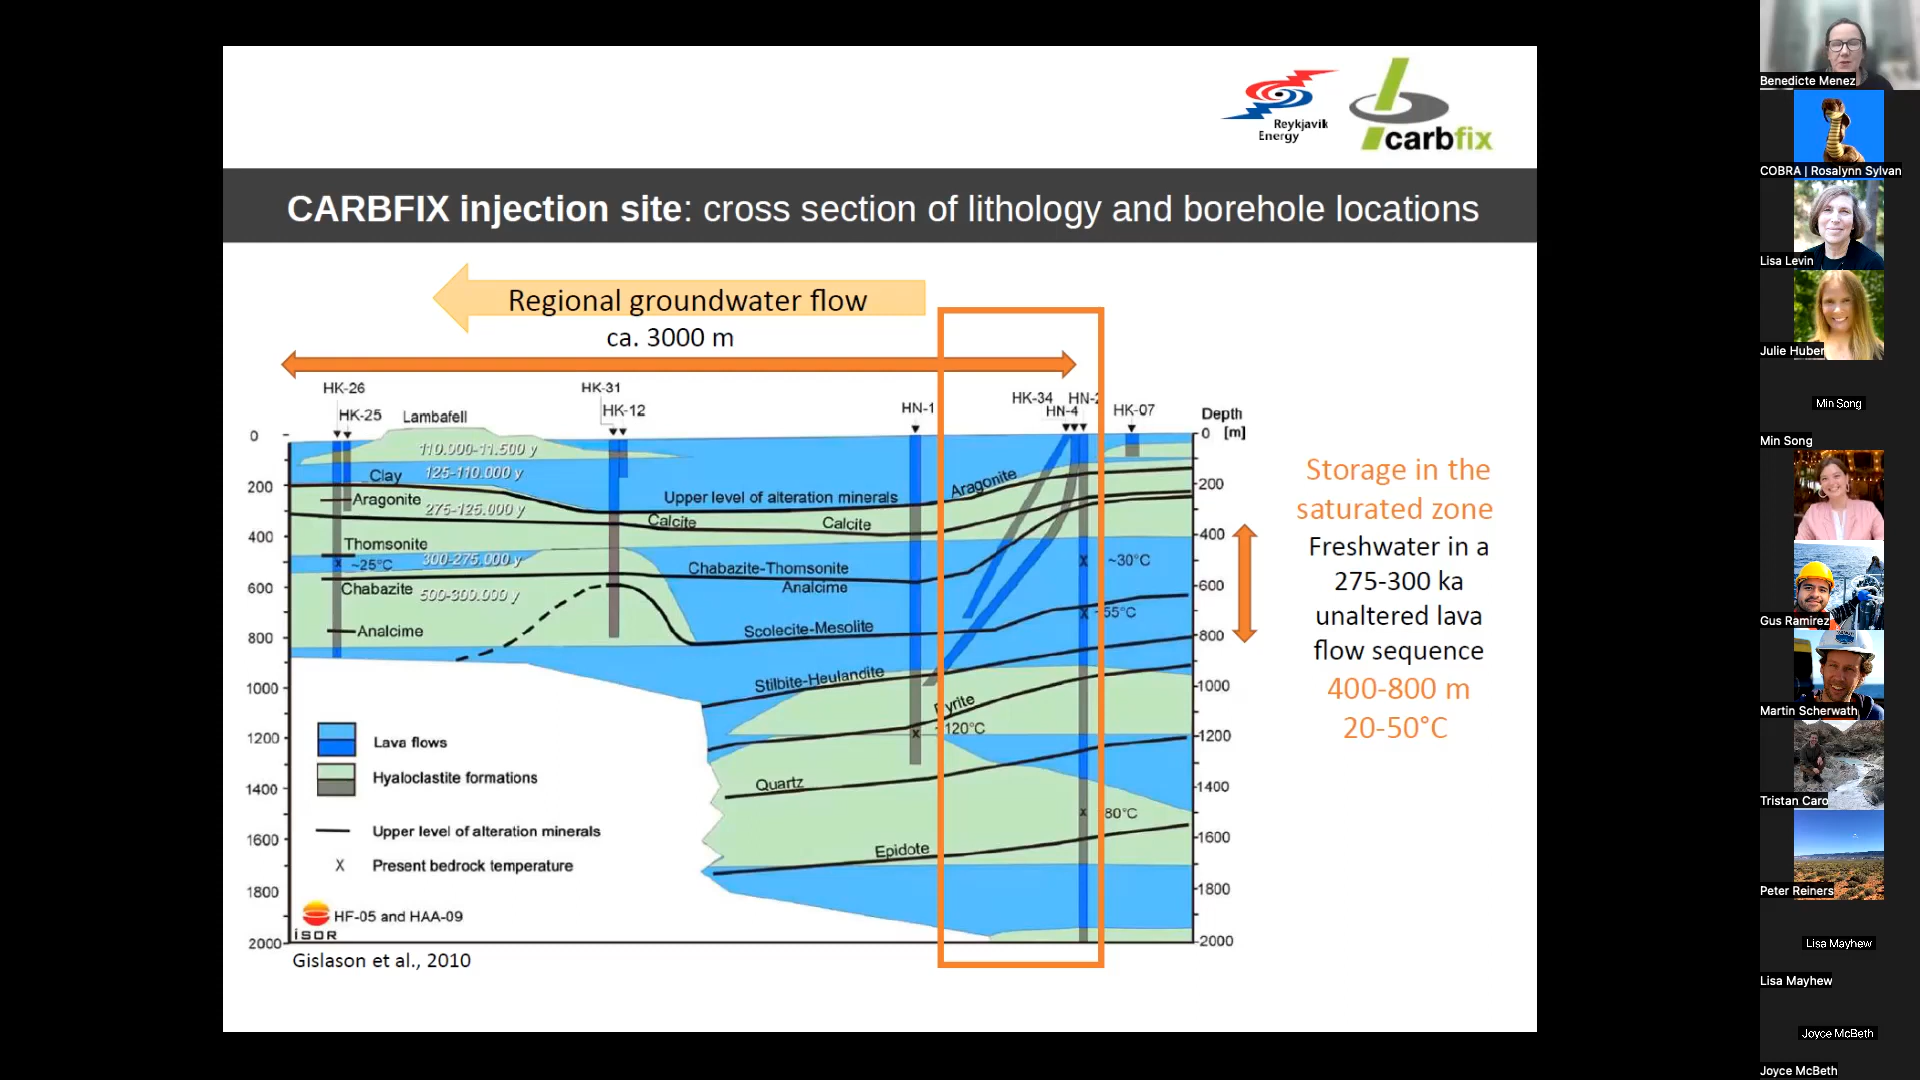 Reykjavik
Energy
carbfix
CARBFIX injection site: cross section of lithology and borehole locations
Regional groundwater flow
ca. 3000 m
HK-26
HK-25
Lambafell
HK-31
HK-12
HN-1
HK-34
HN-4
HN-2
HK-07
Depth
[m]
0
200
400
600
800
1000
1200
1400
1600
1800
2000
0
200
400
600
800
1000
1200
1400
1600
1800
2000
110.000-11.500 y
125-110.000 y
275-125.000 y
300-275.000 y
500-300.000 y
Clay
Aragonite
Thomsonite
~25°C
Chabazite
Analcime
Upper level of alteration minerals
Calcite
Calcite
Aragonite
Chabazite-Thomsonite
Analcime
Scolecite-Mesolite
Stilbite-Heulandite
Pyrite
Quartz
Epidote
~30°C
55°C
120°C
80°C
Lava flows
Hyaloclastite formations
Upper level of alteration minerals
X Present bedrock temperature
HF-05 and HAA-09
ÍSOR
Gislason et al., 2010
Storage in the
saturated zone
Freshwater in a
275-300 ka
unaltered lava
flow sequence
400-800 m
20-50°C
Benedicte Menez
COBRA | Rosalynn Sylvan
Lisa Levin
Julie Huber
Min Song
Min Song
Gus Ramirez
Martin Scherwath
Tristan Caro
Peter Reiners
Lisa Mayhew
Lisa Mayhew
Joyce McBeth
Joyce McBeth